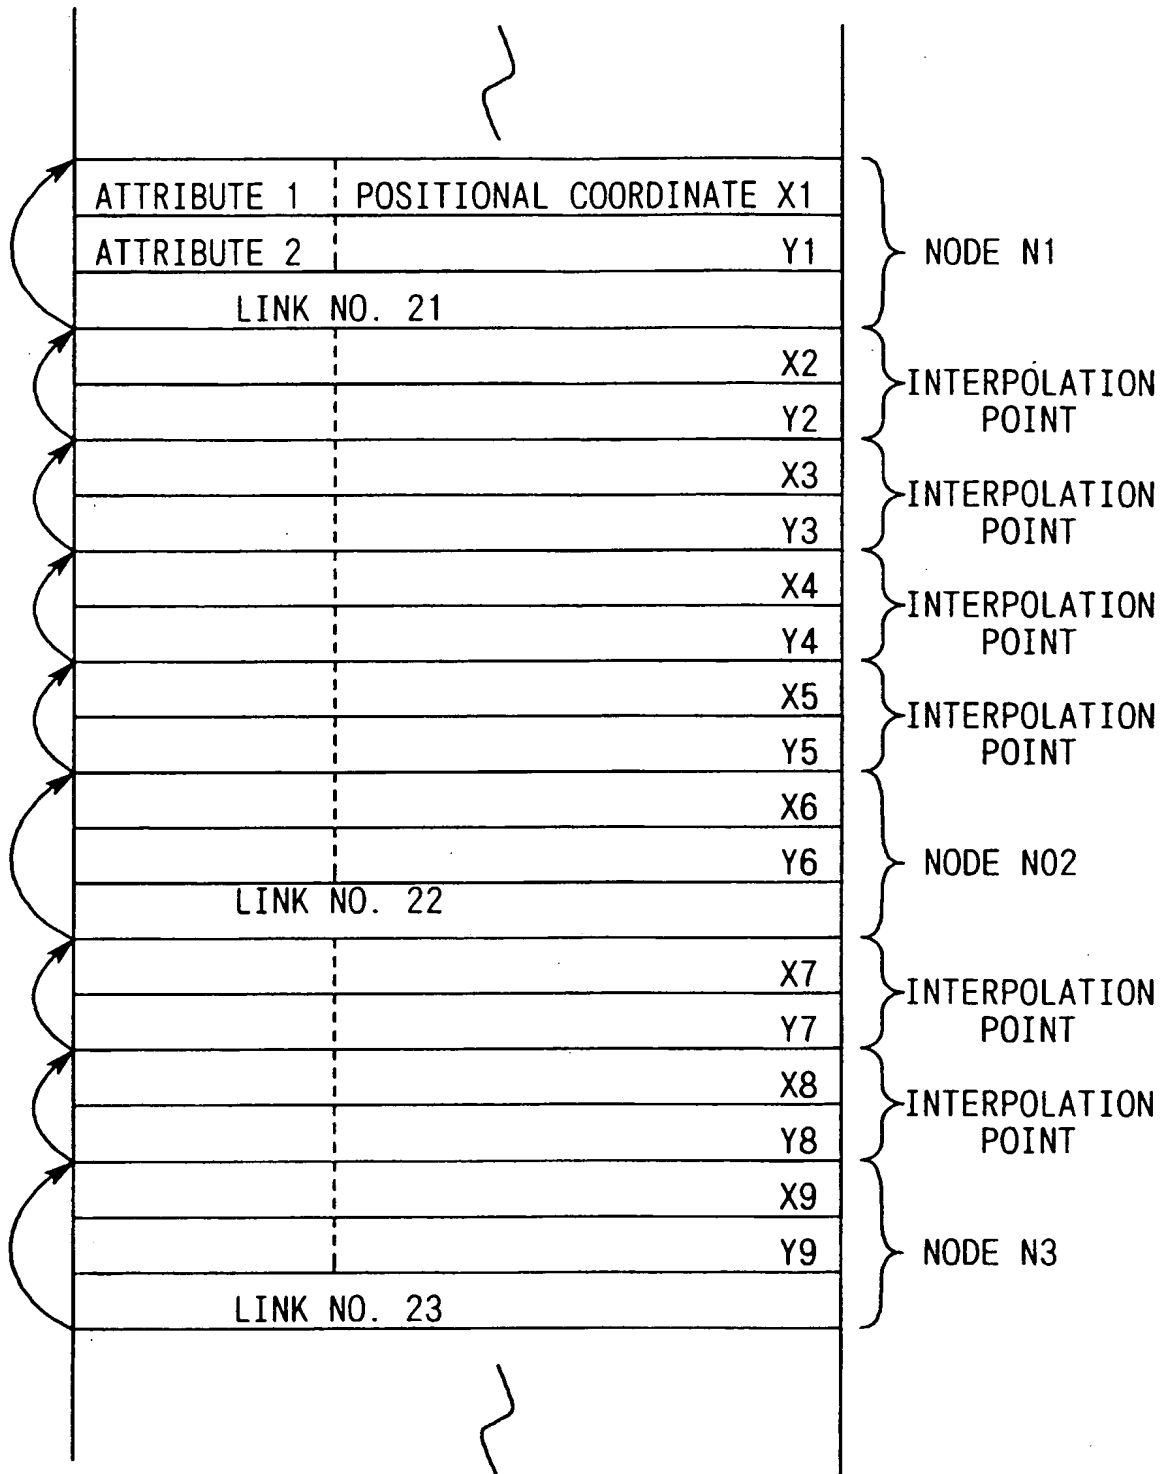 ATTRIBUTE 1 POSITIONAL COORDINATE X1
ATTRIBUTE 2 Y1
NODE N1
LINK NO. 21
X2
INTERPOLATION
POINT
Y2
X3
INTERPOLATION
POINT
Y3
X4
INTERPOLATION
POINT
Y4
X5
INTERPOLATION
POINT
Y5
X6
Y6
NODE N02
LINK NO. 22
X7
INTERPOLATION
POINT
Y7
X8
INTERPOLATION
POINT
Y8
X9
Y9
NODE N3
LINK NO. 23